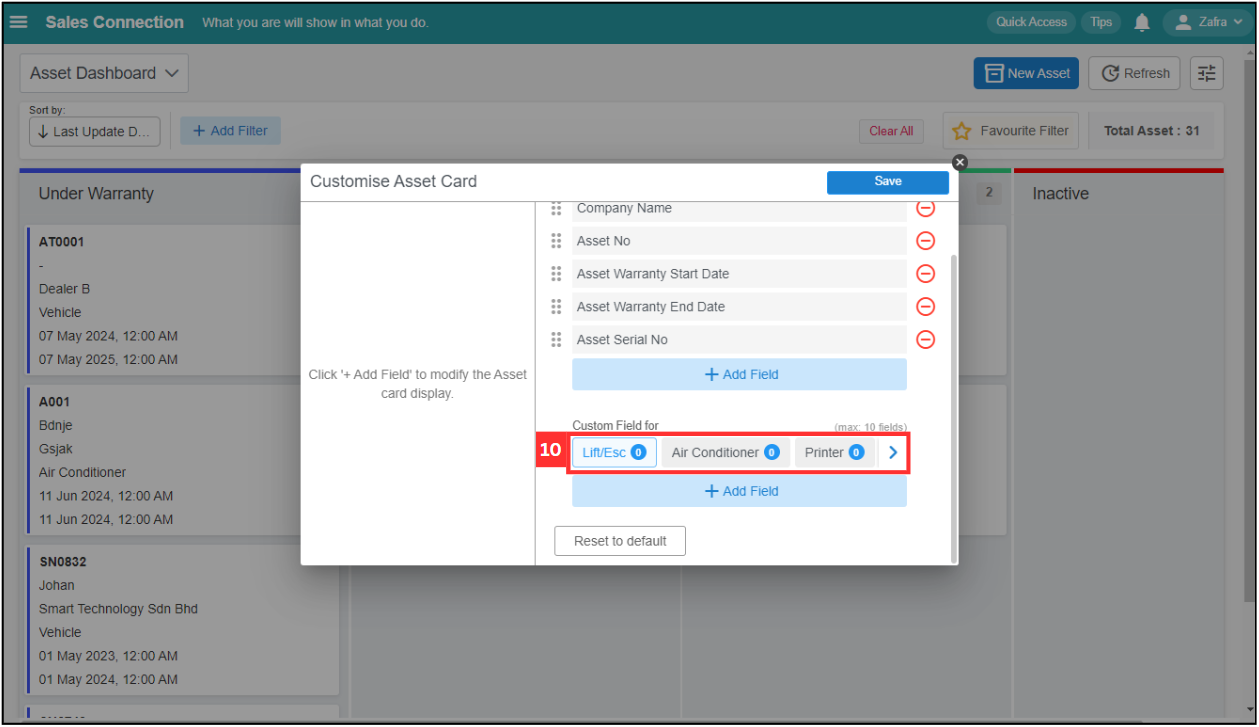 Sales Connection What you are will show in what you do. Quick Access Tips Zafra
Asset Dashboard New Asset Refresh
Sort by:
Last Update D... + Add Filter Clear All Favourite Filter Total Asset : 31
Under Warranty 2 Inactive
AT0001
-
Dealer B
Vehicle
07 May 2024, 12:00 AM
07 May 2025, 12:00 AM
A001
Bdnje
Gsjak
Air Conditioner
11 Jun 2024, 12:00 AM
11 Jun 2024, 12:00 AM
SN0832
Johan
Smart Technology Sdn Bhd
Vehicle
01 May 2023, 12:00 AM
01 May 2024, 12:00 AM
Customise Asset Card Save
Click '+ Add Field' to modify the Asset
card display.
Company Name
Asset No
Asset Warranty Start Date
Asset Warranty End Date
Asset Serial No
+ Add Field
Custom Field for (max: 10 fields)
10 Lift/Esc 0 Air Conditioner 0 Printer 0
+ Add Field
Reset to default